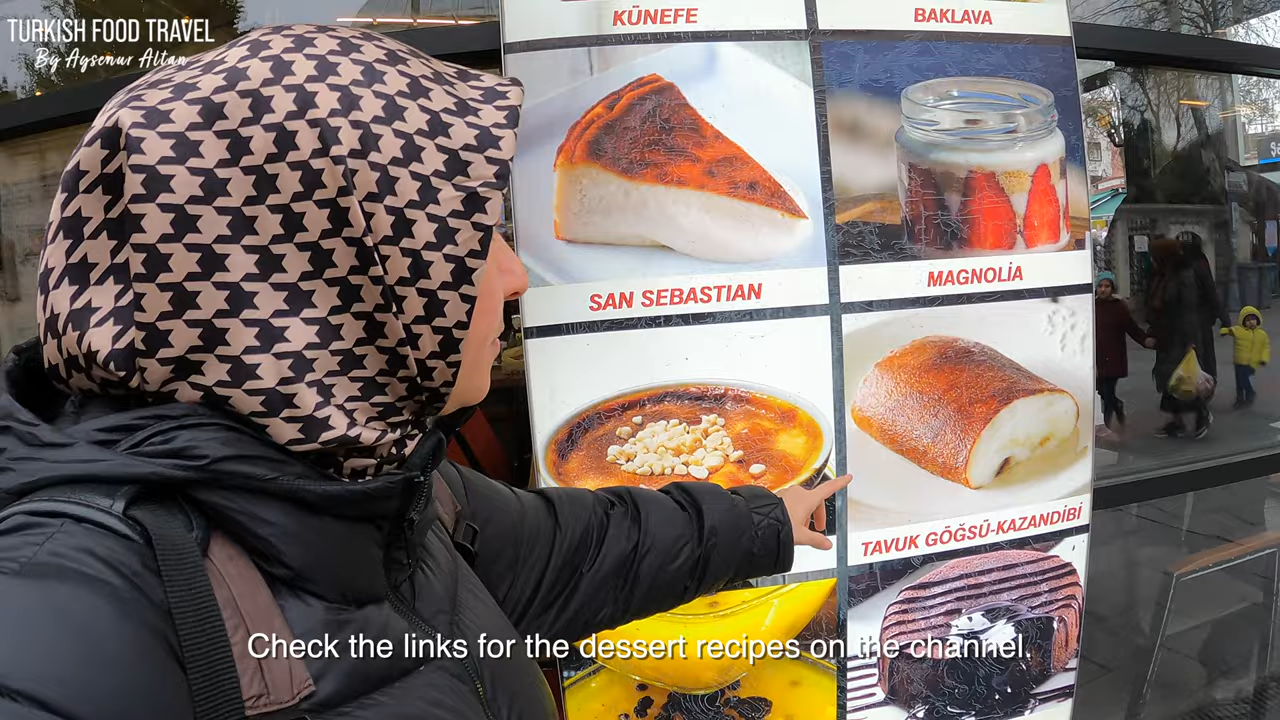 TURKISH FOOD TRAVEL
By Aysenur Altan
KÜNEFE
BAKLAVA
SAN SEBASTIAN
MAGNOLİA
TAVUK GÖĞSÜ-KAZANDİBİ
Check the links for the dessert recipes on the channel.